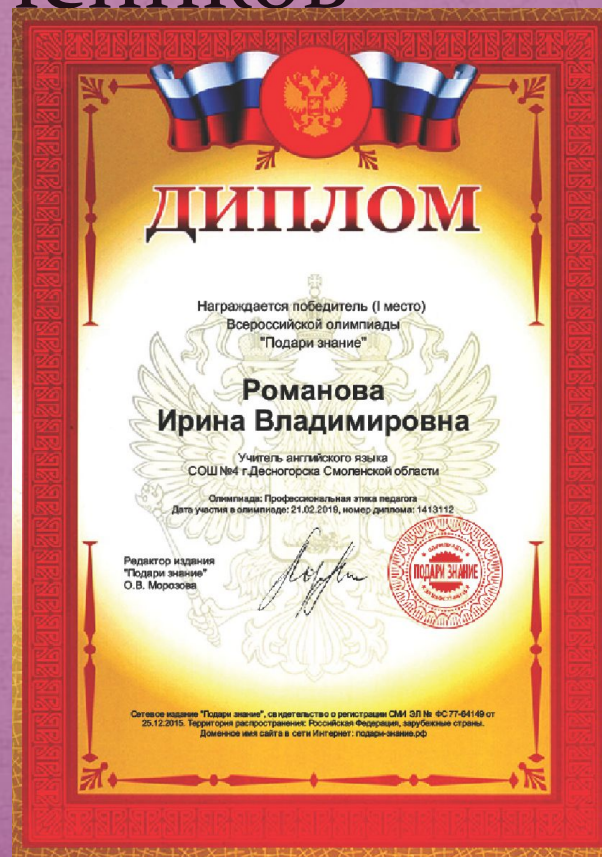 ДИПЛОМ
Награждается победитель (I место)
Всероссийской олимпиады
"Подари знание"
Романова
Ирина Владимировна
Учитель английского языка
СОШ №4 г.Десногорска Смоленской области
Олимпиада: Профессиональная этика педагога
Дата участия в олимпиаде: 21.02.2019, номер диплома: 1413112
Редактор издания
"Подари знание"
О.В. Морозова
ПОДАРИ ЗНАНИЕ
Сетевое издание "Подари знание", свидетельство о регистрации СМИ ЭЛ № ФС77-64149 от
25.12.2015. Территория распространения: Российская Федерация, зарубежные страны.
Доменное имя сайта в сети Интернет: подари-знание.рф